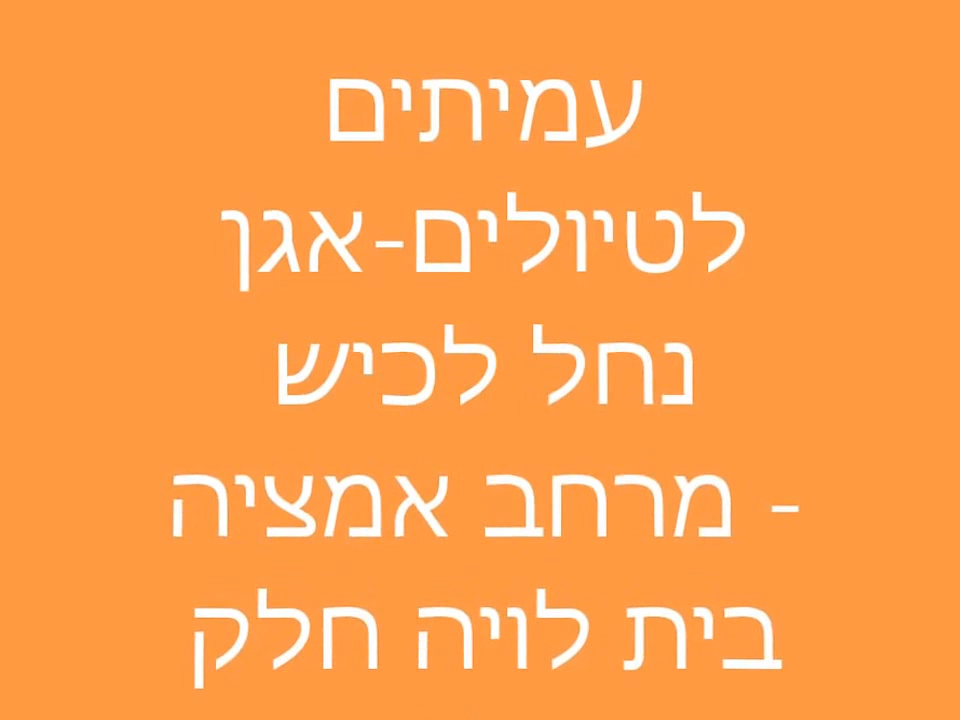 עמיתים
לטיולים-אגן
נחל לכיש
- מרחב אמציה
בית לויה חלק